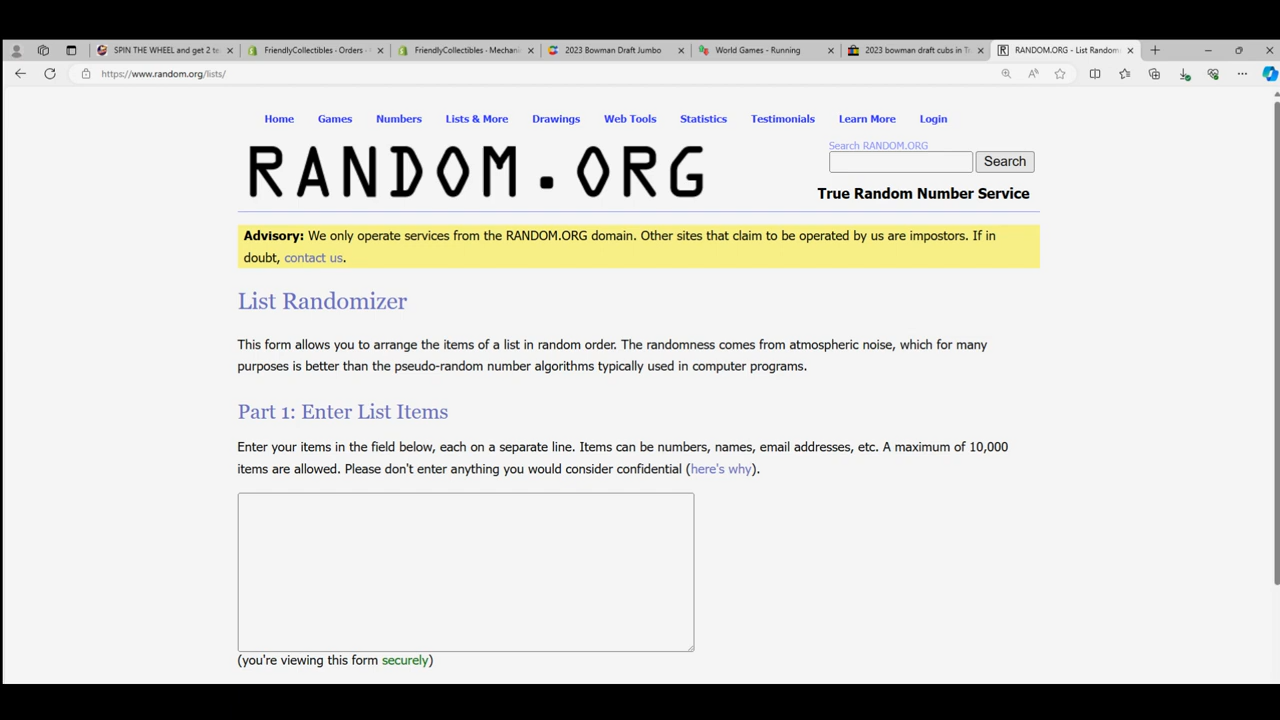 SPIN THE WHEEL and get 2 te
FriendlyCollectibles - Orders -
FriendlyCollectibles - Mechani
2023 Bowman Draft Jumbo
World Games - Running
2023 bowman draft cubs in
RANDOM.ORG - List Random
https://www.random.org/lists/
Home Games Numbers Lists & More Drawings Web Tools Statistics Testimonials Learn More Login
RANDOM.ORG
Search RANDOM.ORG
Search
True Random Number Service
Advisory: We only operate services from the RANDOM.ORG domain. Other sites that claim to be operated by us are impostors. If in
doubt, contact us.
List Randomizer
This form allows you to arrange the items of a list in random order. The randomness comes from atmospheric noise, which for many
purposes is better than the pseudo-random number algorithms typically used in computer programs.
Part 1: Enter List Items
Enter your items in the field below, each on a separate line. Items can be numbers, names, email addresses, etc. A maximum of 10,000
items are allowed. Please don't enter anything you would consider confidential (here's why).
(you're viewing this form securely)